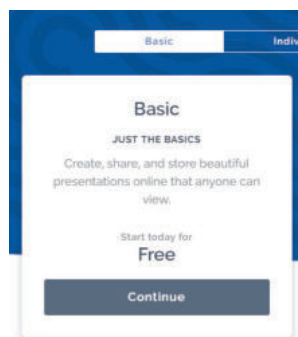 Basic
Indiv
Basic
JUST THE BASICS
Create, share, and store beautiful
presentations online that anyone can
view.
Start today for
Free
Continue